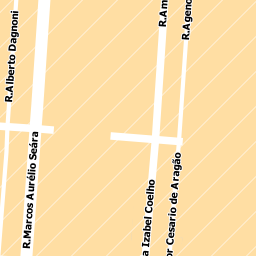 R.Alberto Dagnoni
R.Marcos Aurélio Seára
R.Am
R.Ageno
a Izabel Coelho
or Cesario de Aragão